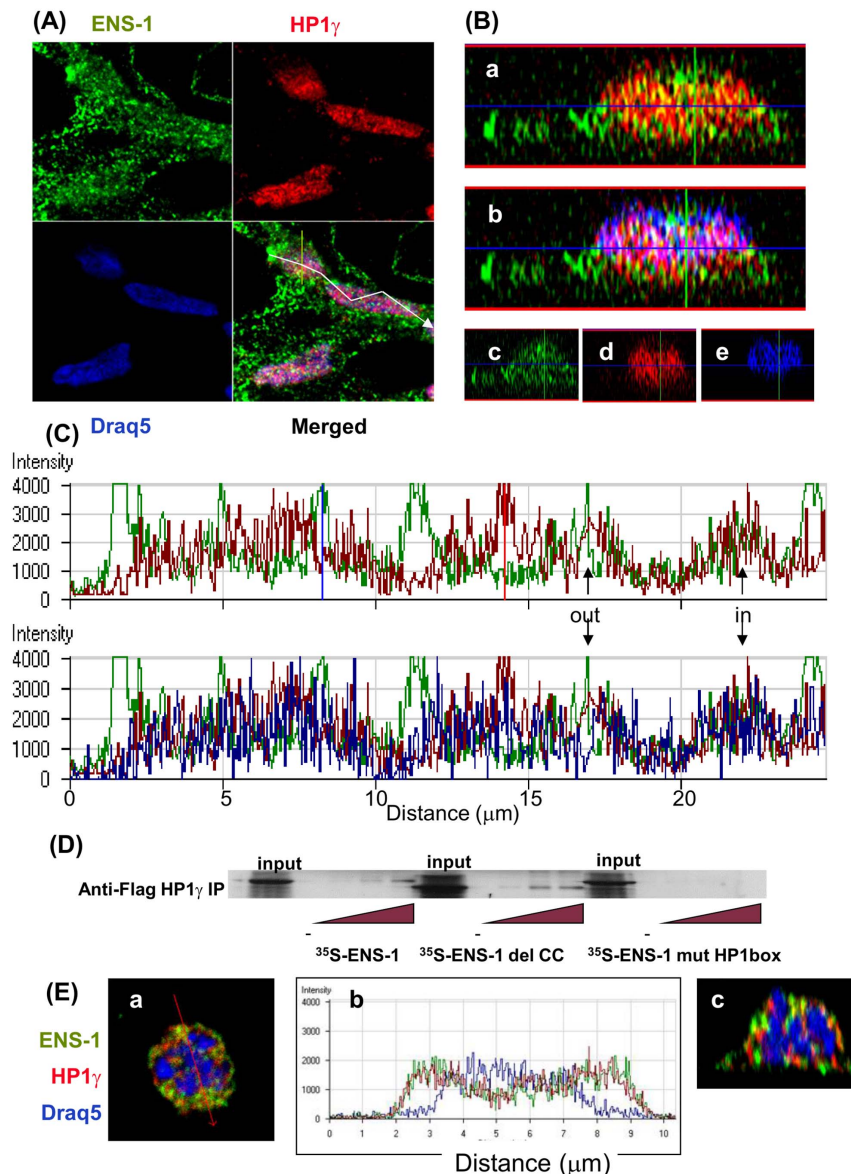 (A)
ENS-1 HP1γ
Draq5 Merged
(B)
a
b
c d e
(C)
Intensity
4000
3000
2000
1000
0
out in
Intensity
4000
3000
2000
1000
0
0 5 10 15 20
Distance (μm)
(D)
input input input
Anti-Flag HP1γ IP
- - -
³⁵S-ENS-1 ³⁵S-ENS-1 del CC ³⁵S-ENS-1 mut HP1box
(E)
ENS-1
HP1γ
Draq5
a
b
Intensity
4000
3000
2000
1000
0
0 1 2 3 4 5 6 7 8 9 10
Distance (μm)
c